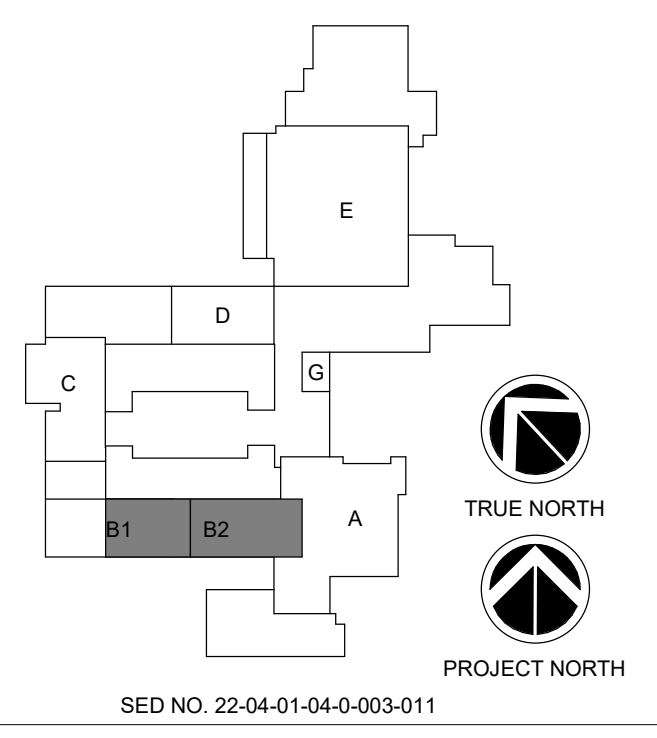 E
D
G
C
TRUE NORTH
A
B1
B2
PROJECT NORTH
SED NO. 22-04-01-04-0-003-011